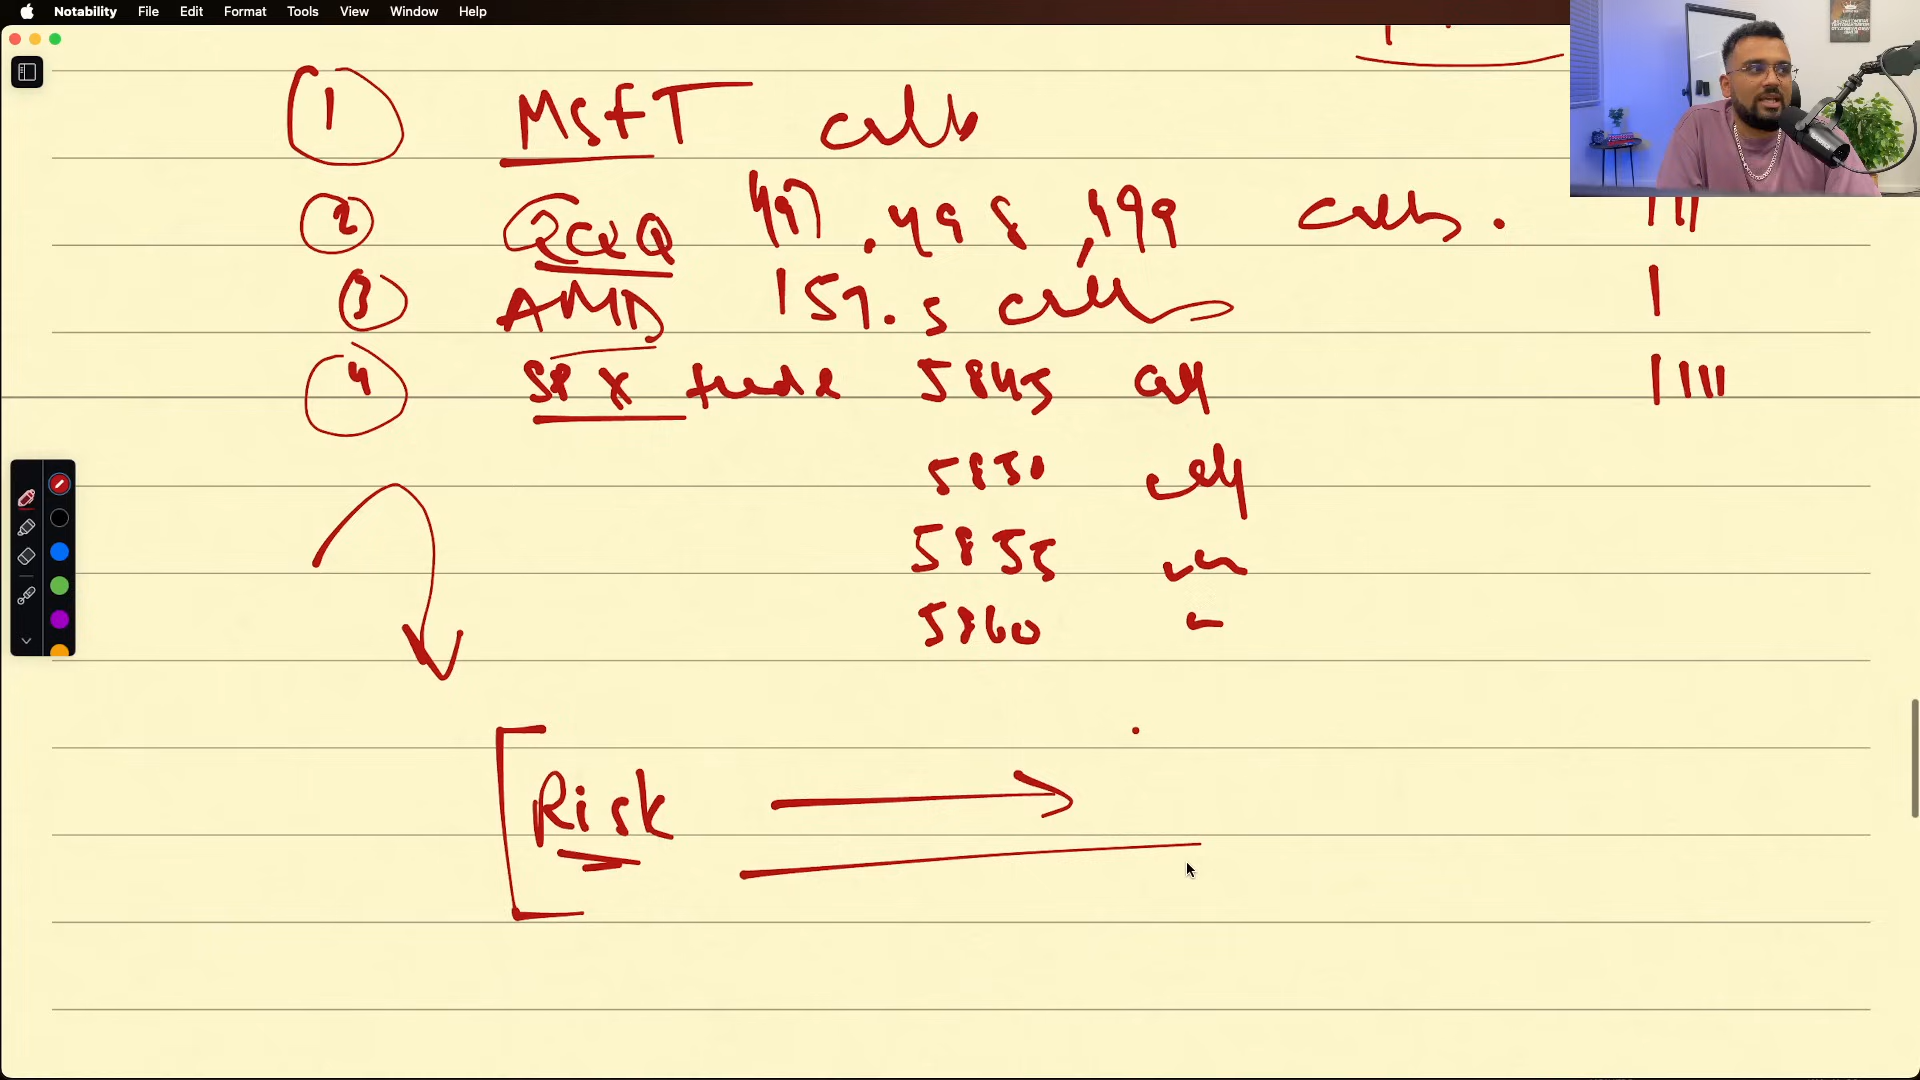 Notability File Edit Format Tools View Window Help
1 MSFT calls
2 QQQ 497, 498, 499 calls. |||
3 AMD 157.5 calls |
4 SPX trade 5845 call ||||
5850 call
5855
5860
Risk